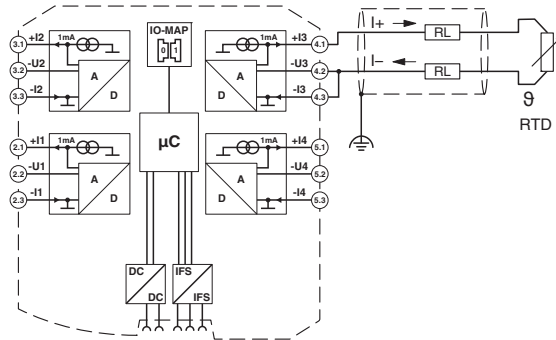 3.1 +I2 1mA
3.2 -U2
3.3 -I2
A
D
IO-MAP
0 1
1mA +I3 4.1
-U3 4.2
-I3 4.3
A
D
I+ RL
I- RL
ϑ
RTD
2.1 +I1 1mA
2.2 -U1
2.3 -I1
A
D
µC
1mA +I4 5.1
-U4 5.2
-I4 5.3
A
D
DC
DC
IFS
IFS